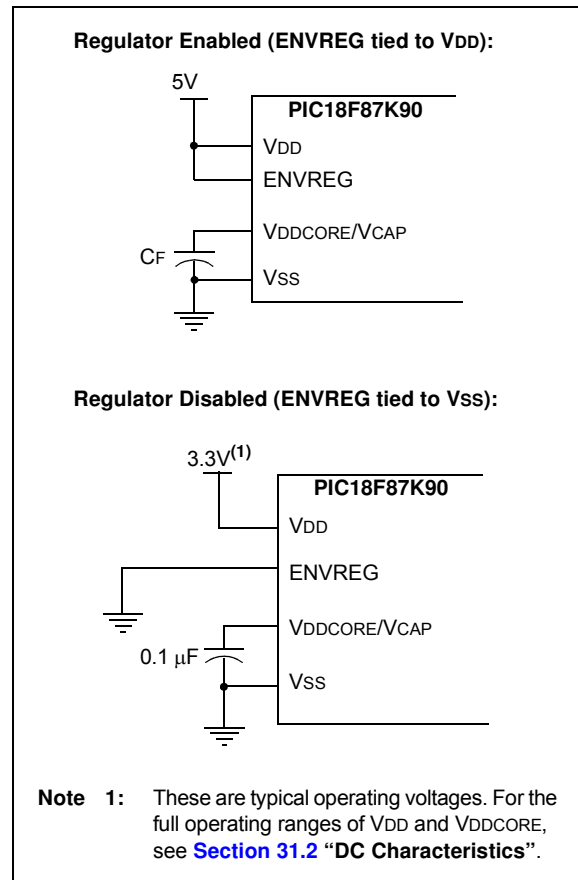 Regulator Enabled (ENVREG tied to VDD):
5V
PIC18F87K90
VDD
ENVREG
VDDCORE/VCAP
CF
VSS
Regulator Disabled (ENVREG tied to VSS):
3.3V(1)
PIC18F87K90
VDD
ENVREG
VDDCORE/VCAP
0.1 μF
VSS
Note 1: These are typical operating voltages. For the
full operating ranges of VDD and VDDCORE,
see Section 31.2 “DC Characteristics”.